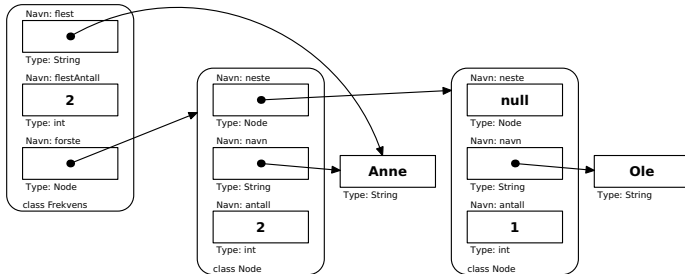 Navn: flest
Type: String
Navn: flestAntall
2
Type: int
Navn: forste
Type: Node
class Frekvens
Navn: neste
Type: Node
Navn: navn
Type: String
Navn: antall
2
Type: int
class Node
Anne
Type: String
Navn: neste
null
Type: Node
Navn: navn
Type: String
Navn: antall
1
Type: int
class Node
Ole
Type: String